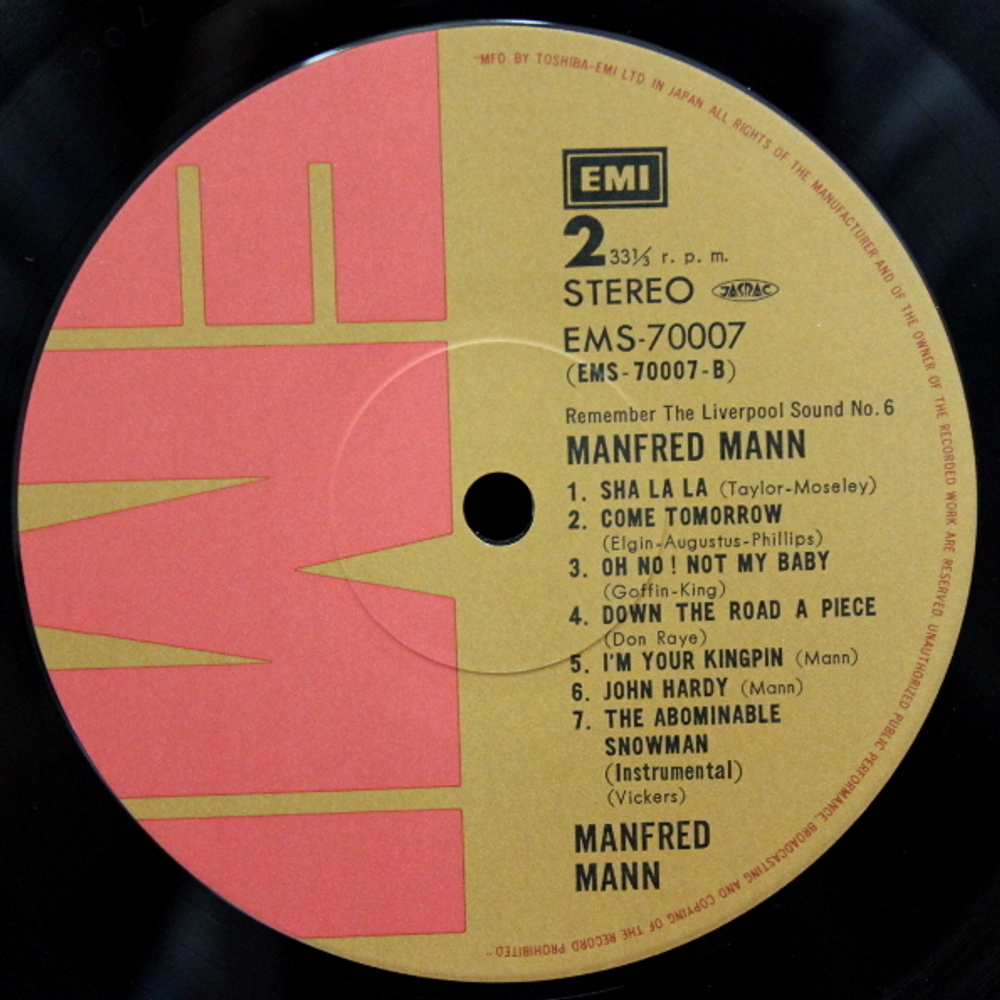 "MFD. BY TOSHIBA-EMI LTD. IN JAPAN ALL RIGHTS OF THE MANUFACTURER AND OF THE OWNER OF THE RECORDED WORK ARE RESERVED UNAUTHORIZED PUBLIC PERFORMANCE, BROADCASTING AND COPYING OF THE RECORD PROHIBITED"
EMI
EMI
2 33⅓ r. p. m.
STEREO JASRAC
EMS-70007
(EMS-70007-B)
Remember The Liverpool Sound No. 6
MANFRED MANN
1. SHA LA LA (Taylor-Moseley)
2. COME TOMORROW
(Elgin-Augustus-Phillips)
3. OH NO! NOT MY BABY
(Goffin-King)
4. DOWN THE ROAD A PIECE
(Don Raye)
5. I'M YOUR KINGPIN (Mann)
6. JOHN HARDY (Mann)
7. THE ABOMINABLE
SNOWMAN
(Instrumental)
(Vickers)
MANFRED
MANN